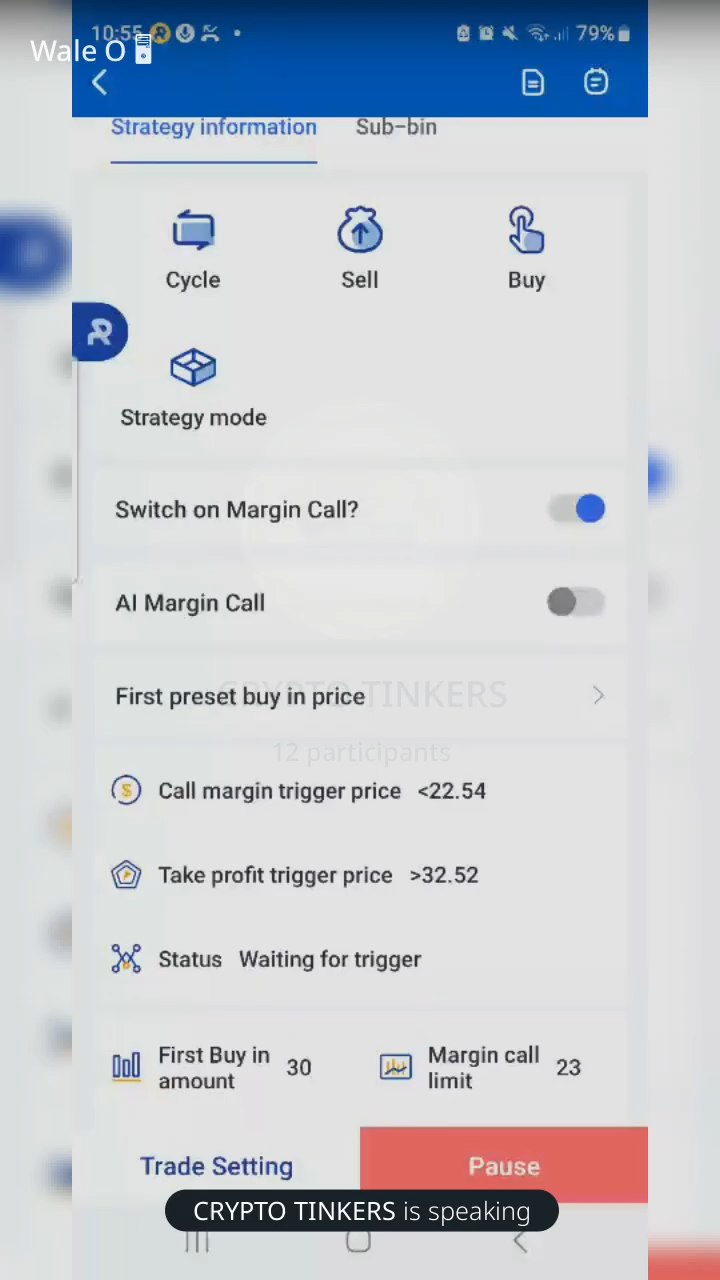 10:55
79%
Wale O
Strategy information
Sub-bin
Cycle
Sell
Buy
Strategy mode
Switch on Margin Call?
AI Margin Call
First preset buy in price
CRYPTO TINKERS
12 participants
Call margin trigger price <22.54
Take profit trigger price >32.52
Status Waiting for trigger
First Buy in
amount
30
Margin call
limit
23
Trade Setting
Pause
CRYPTO TINKERS is speaking